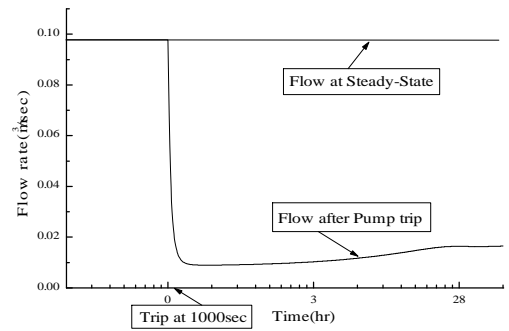 0.10
0.08
0.06
0.04
0.02
0.00
Flow rate(m³/sec)
Flow at Steady-State
Flow after Pump trip
0
3
28
Trip at 1000sec
Time(hr)